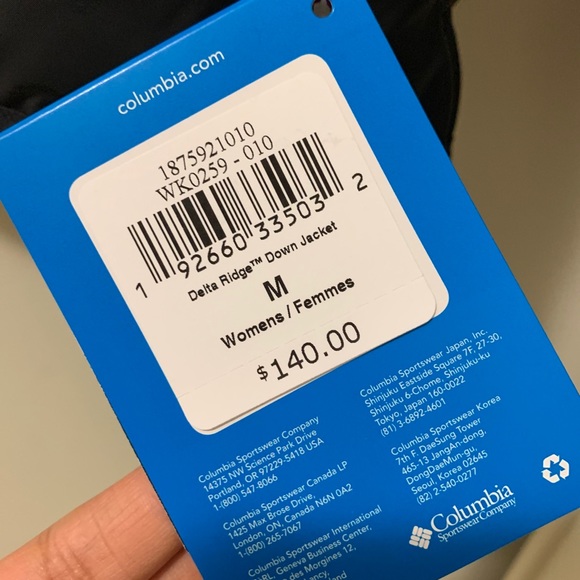 columbia.com
1875921010
WK0259 - 010
1 92660 33503 2
Delta Ridge™ Down Jacket
M
Womens / Femmes
$140.00
Columbia Sportswear Company
14375 NW Science Park Drive
Portland, OR 97229-5418 USA
1-(800) 547-8066
Columbia Sportswear Canada LP
1425 Max Brose Drive,
London, ON, Canada N6N 0A2
1-(800) 265-7067
Columbia Sportswear International
SARL, Geneva Business Center,
des Morgines 12,
Columbia Sportswear Japan, Inc.
Shinjuku Eastside Square 7F, 27-30,
Shinjuku 6-Chome, Shinjuku-ku
Tokyo, Japan 160-0022
(81) 3-6892-4601
Columbia Sportswear Korea
7th F. DaeSung Tower
465-13 JangAn-dong,
DongDaeMun-gu,
Seoul, Korea 02645
(82) 2-540-0277
Columbia
Sportswear Company